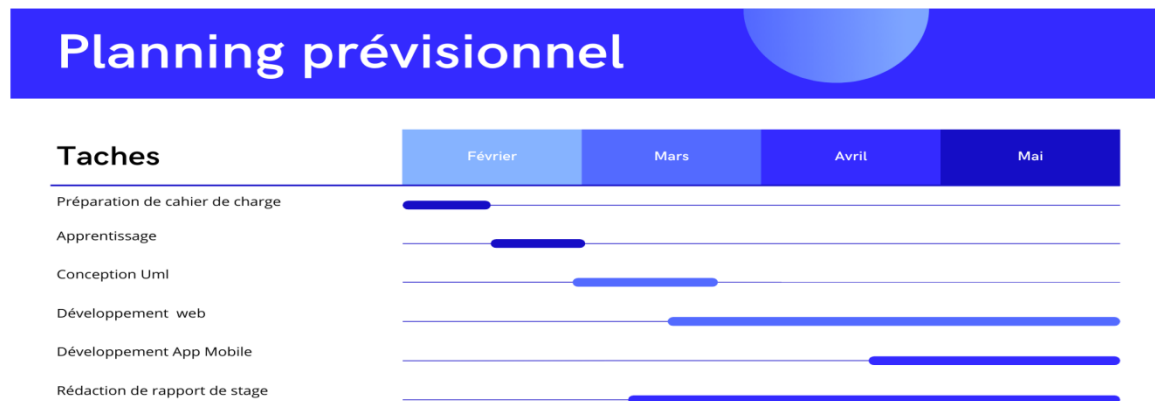 Planning prévisionnel
Taches
Février
Mars
Avril
Mai
Préparation de cahier de charge
Apprentissage
Conception Uml
Développement web
Développement App Mobile
Rédaction de rapport de stage